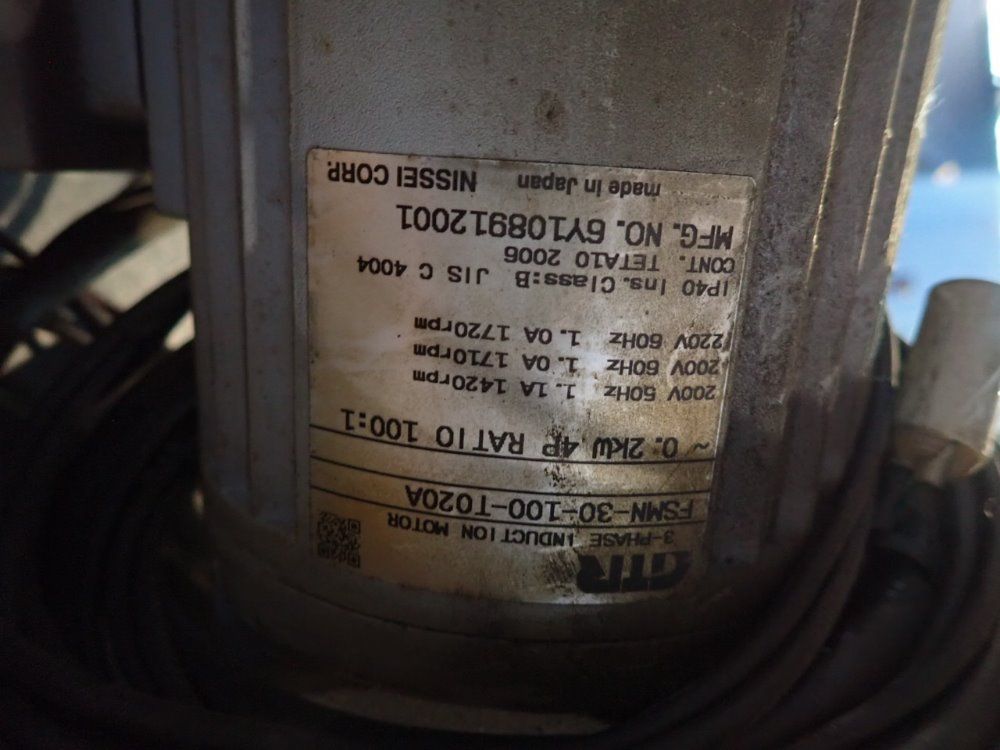 GTR
3-PHASE INDUCTION MOTOR
FSMN-30-100-T020A
~ 0.2kW 4P RATIO 100:1
200V 50Hz 1.1A 1420rpm
200V 60Hz 1.0A 1710rpm
220V 60Hz 1.0A 1720rpm
IP40 Ins.Class:B JIS C 4004
CONT. TETA10 2006
MFG. NO. 6Y108912001
made in Japan NISSEI CORP.